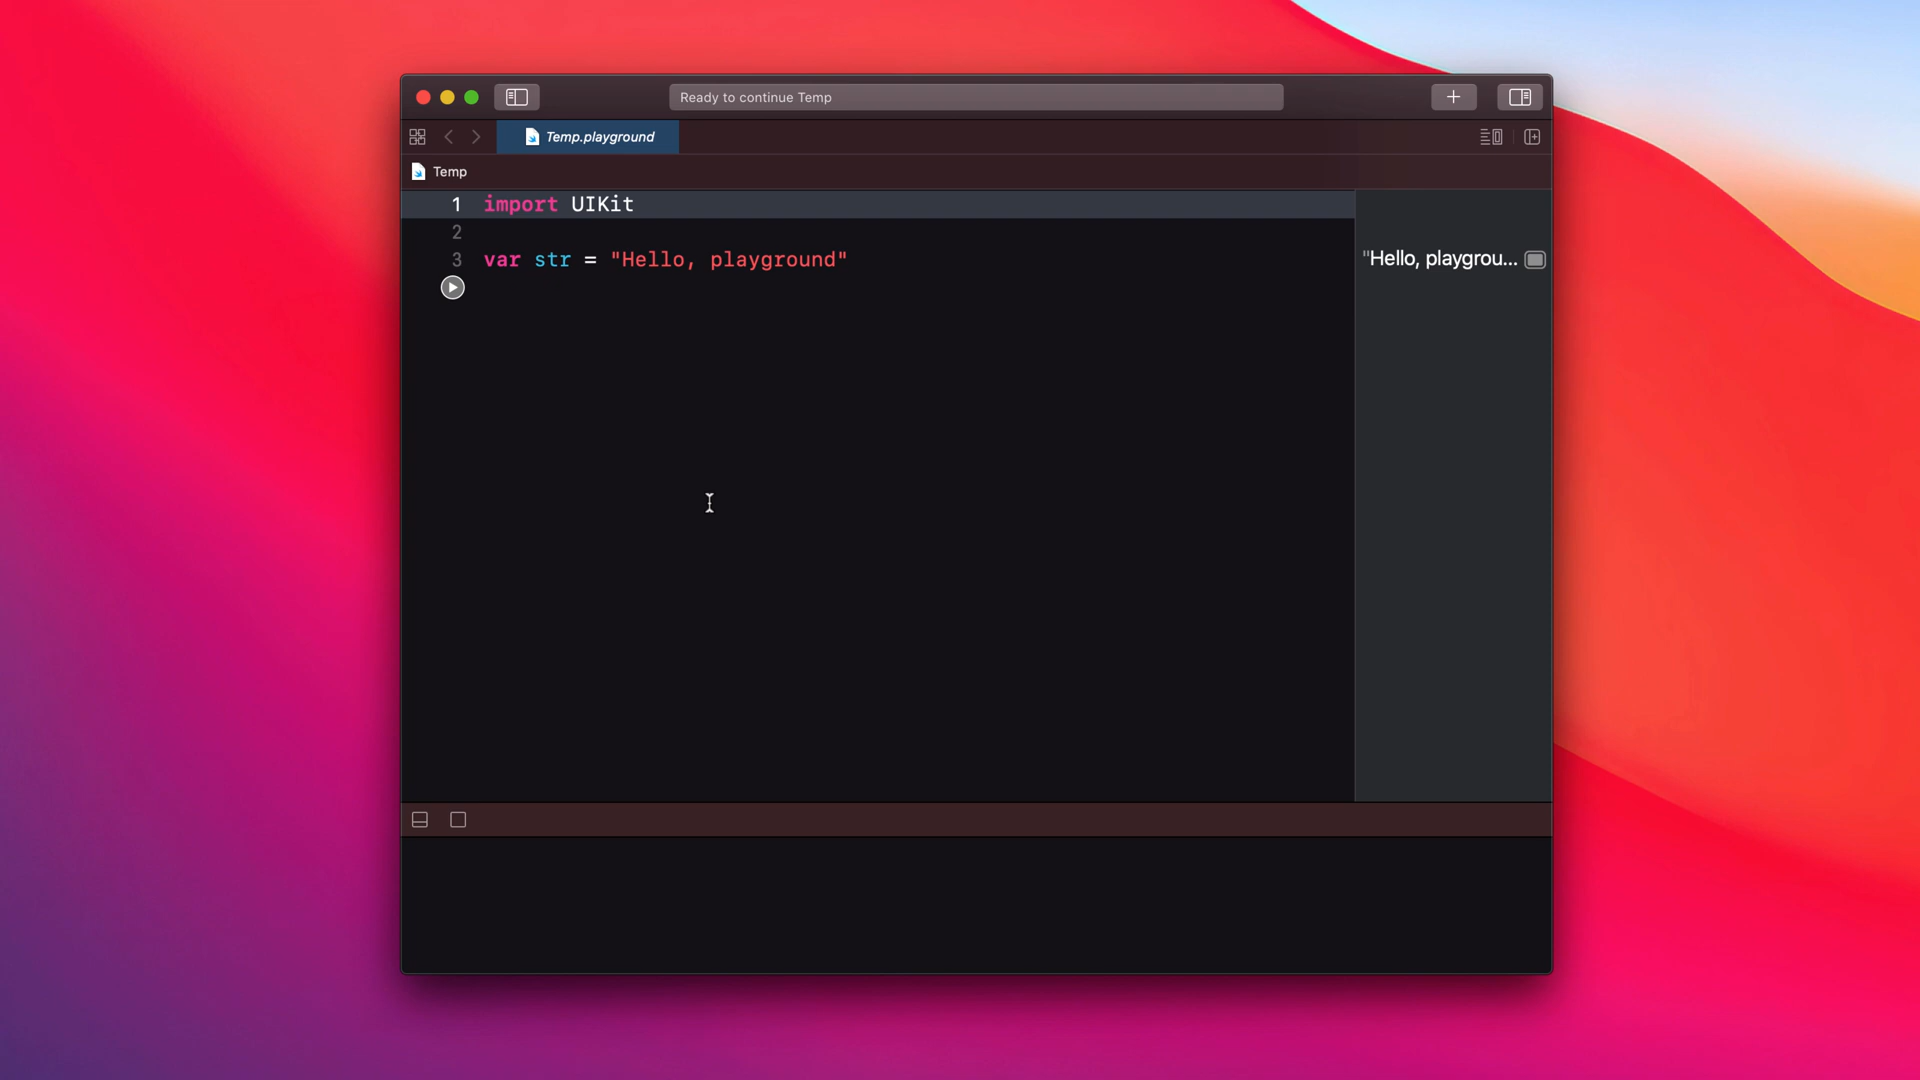 Ready to continue Temp
Temp.playground
Temp
1 import UIKit
2
3 var str = "Hello, playground"
"Hello, playgrou...